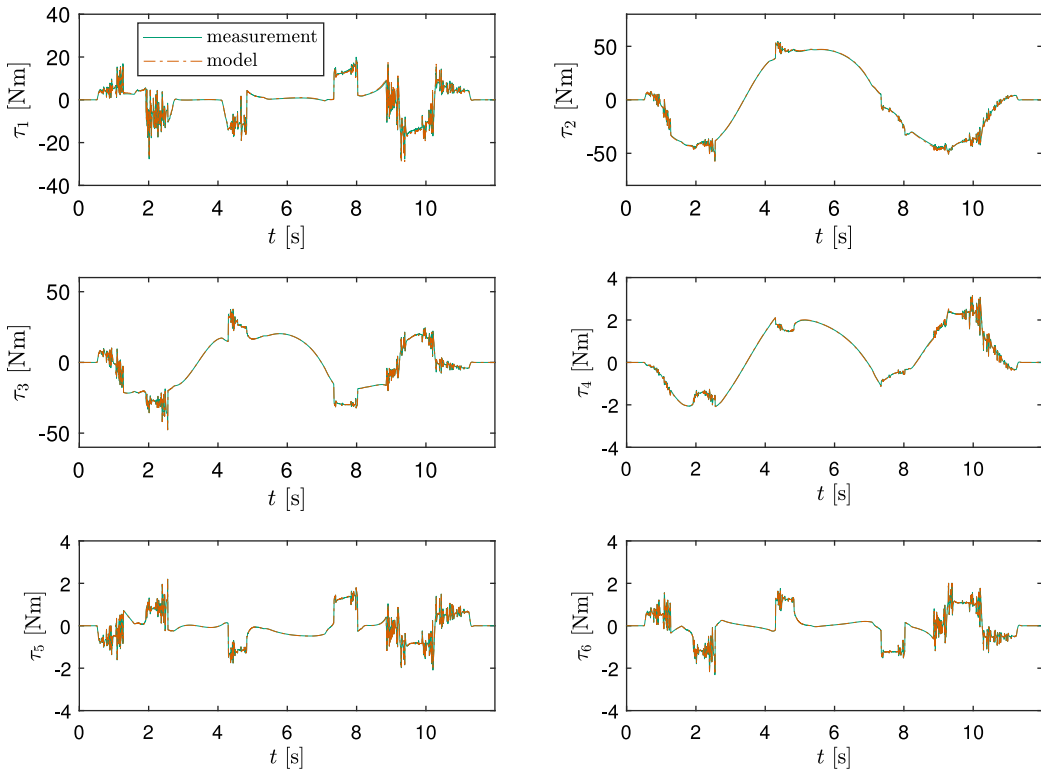 measurement
model
τ1 [Nm]
40
20
0
-20
-40
0 2 4 6 8 10
t [s]
τ2 [Nm]
50
0
-50
0 2 4 6 8 10
t [s]
τ3 [Nm]
50
0
-50
0 2 4 6 8 10
t [s]
τ4 [Nm]
4
2
0
-2
-4
0 2 4 6 8 10
t [s]
τ5 [Nm]
4
2
0
-2
-4
0 2 4 6 8 10
t [s]
τ6 [Nm]
4
2
0
-2
-4
0 2 4 6 8 10
t [s]